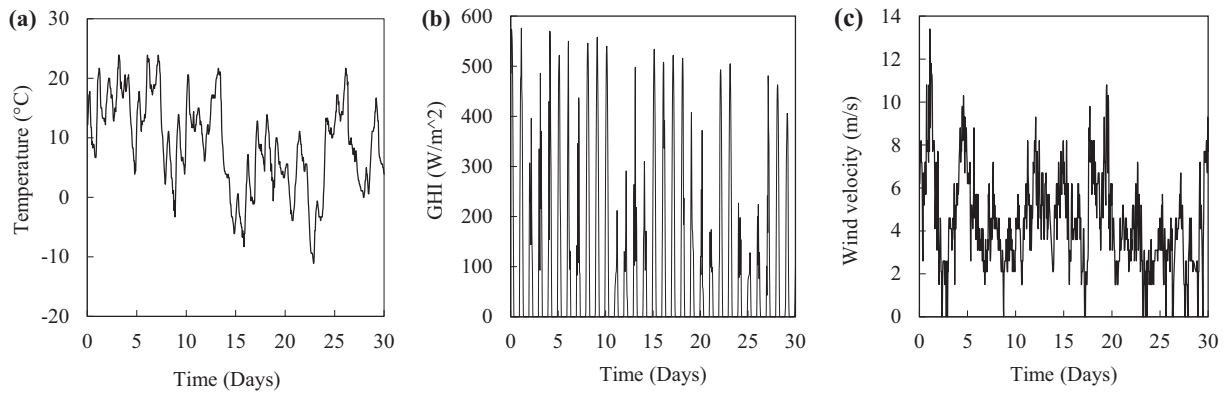 (a)
30
20
10
0
-10
-20
Temperature (°C)
0 5 10 15 20 25 30
Time (Days)
(b)
600
500
400
300
200
100
0
GHI (W/m^2)
0 5 10 15 20 25 30
Time (Days)
(c)
16
14
12
10
8
6
4
2
0
Wind velocity (m/s)
0 5 10 15 20 25 30
Time (Days)